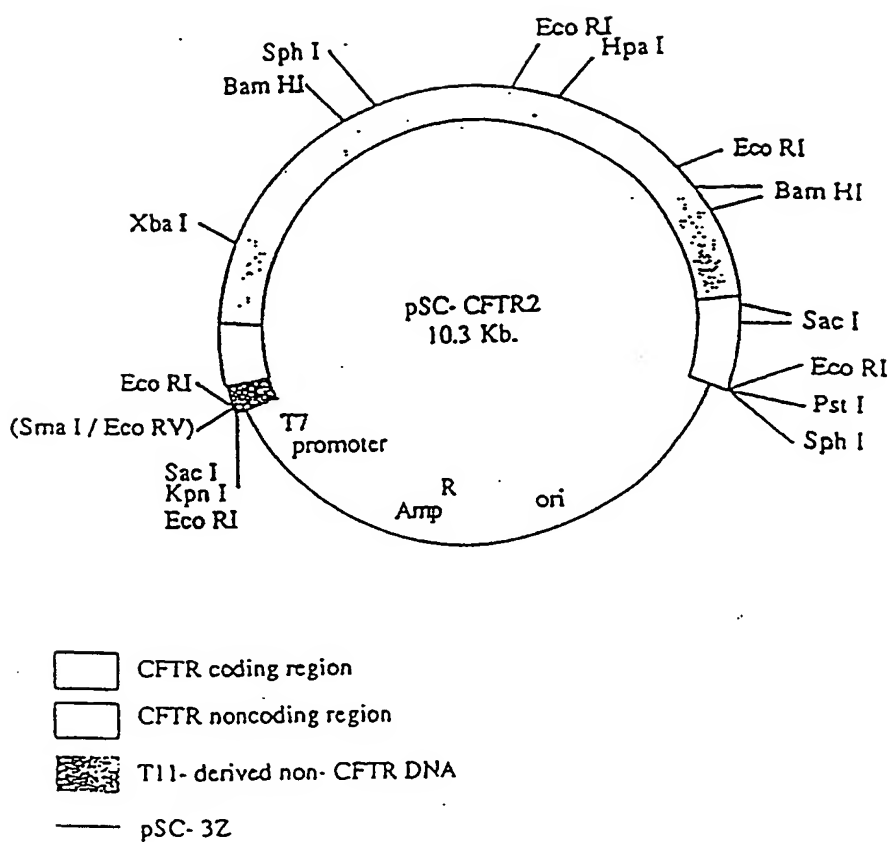 Eco RI
Hpa I
Sph I
Bam HI
Eco RI
Bam HI
Xba I
pSC- CFTR2
10.3 Kb.
Sac I
Eco RI
Eco RI
Pst I
(Sma I / Eco RV)
T7
promoter
Sph I
Sac I
Kpn I
Eco RI
Amp R
ori
CFTR coding region
CFTR noncoding region
T11- derived non- CFTR DNA
pSC- 3Z